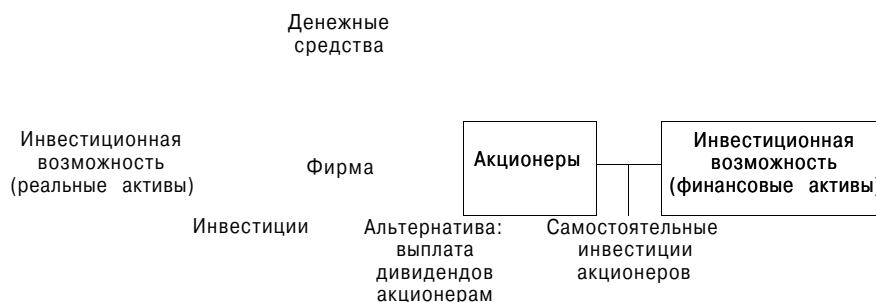 Денежные
средства
Инвестиционная
возможность
(реальные активы)
Фирма
Акционеры
Инвестиционная
возможность
(финансовые активы)
Инвестиции
Альтернатива:
выплата
дивидендов
акционерам
Самостоятельные
инвестиции
акционеров